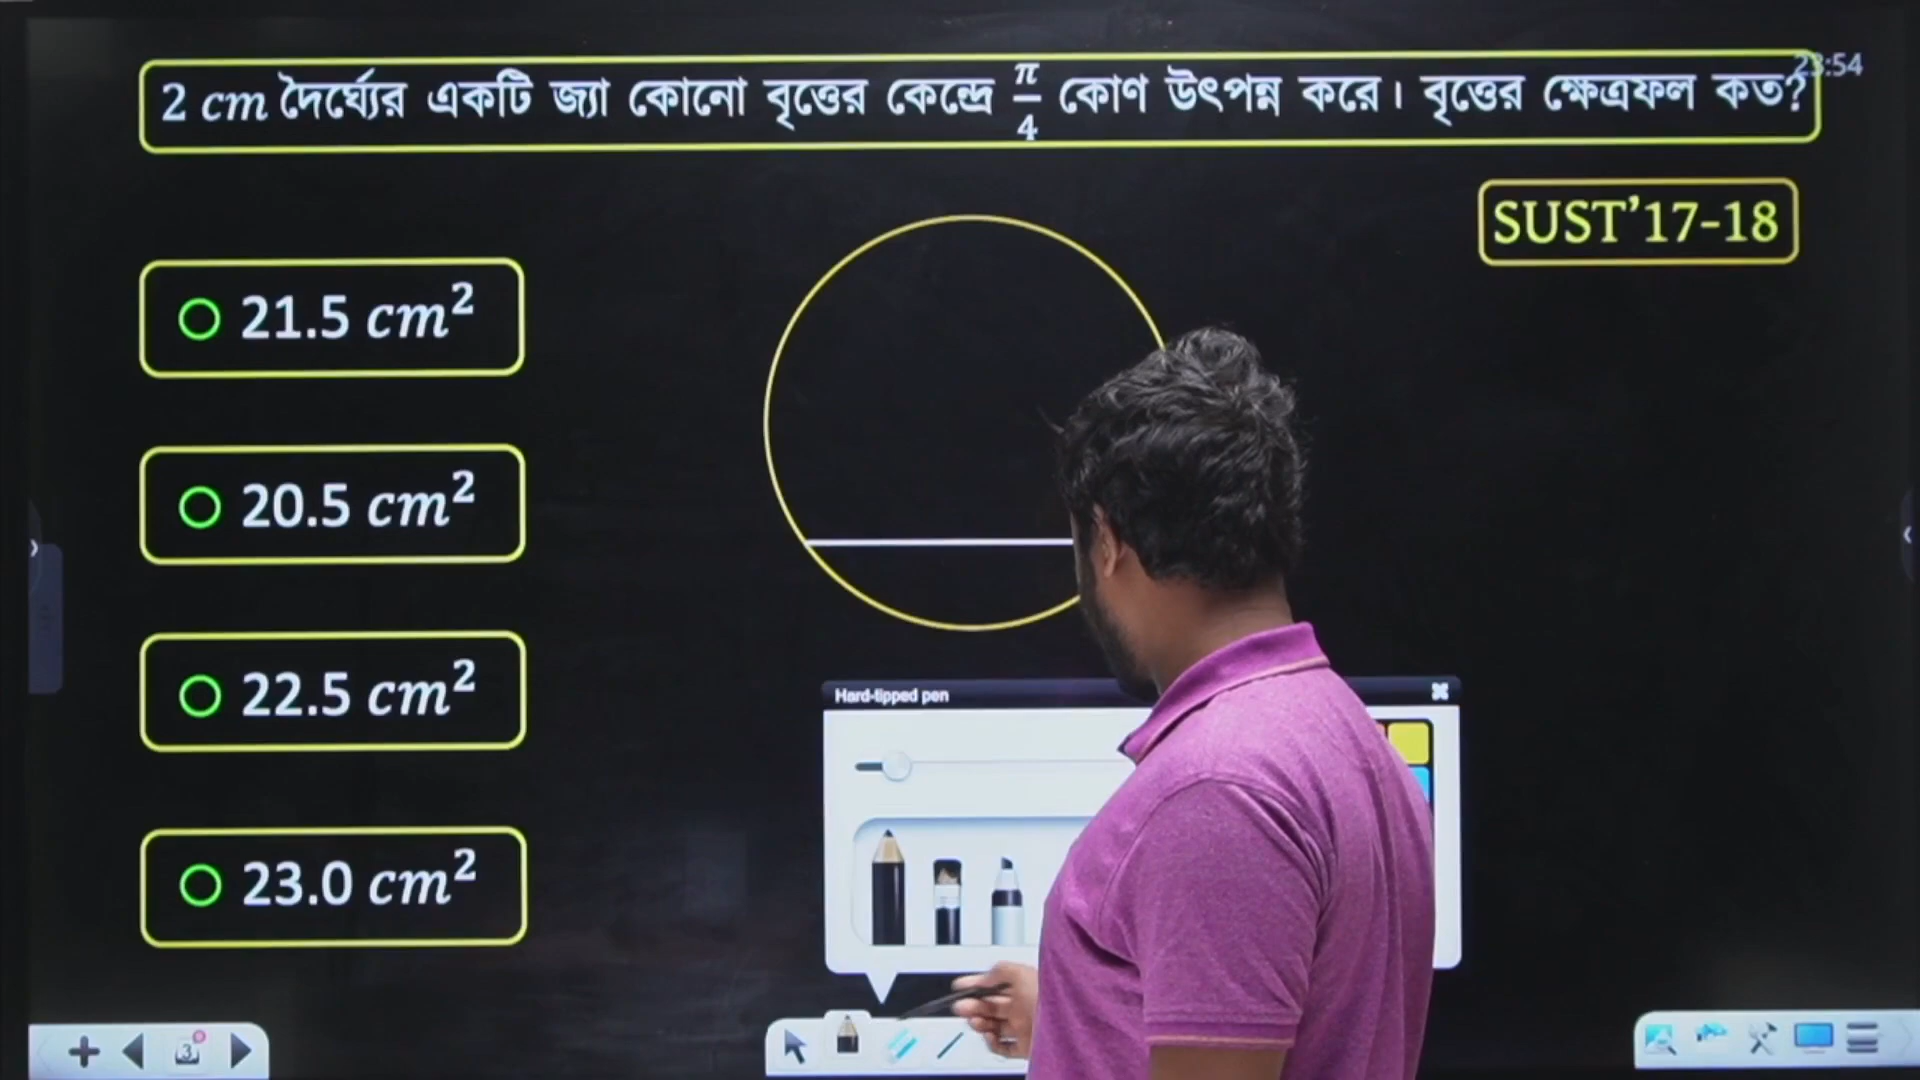 2 cm দৈর্ঘ্যের একটি জ্যা কোনো বৃত্তের কেন্দ্রে π/4 কোণ উৎপন্ন করে। বৃত্তের ক্ষেত্রফল কত?
23:54
SUST’17-18
21.5 cm²
20.5 cm²
22.5 cm²
23.0 cm²
Hard-tipped pen
3